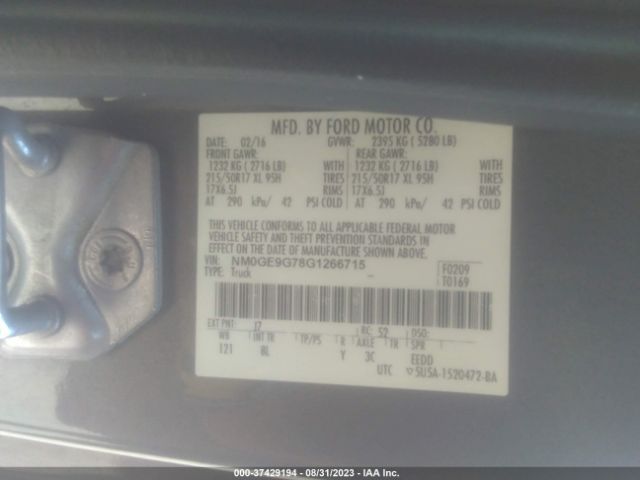 MFD. BY FORD MOTOR CO.
DATE: 02/16 GVWR: 2395 KG ( 5280 LB)
FRONT GAWR: REAR GAWR:
1232 KG ( 2716 LB) WITH 1232 KG ( 2716 LB) WITH
215/50R17 XL 95H TIRES 215/50R17 XL 95H TIRES
17X6.5J RIMS 17X6.5J RIMS
AT 290 kPa/ 42 PSI COLD AT 290 kPa/ 42 PSI COLD
THIS VEHICLE CONFORMS TO ALL APPLICABLE FEDERAL MOTOR
VEHICLE SAFETY AND THEFT PREVENTION STANDARDS IN
EFFECT ON THE DATE OF MANUFACTURE SHOWN ABOVE.
VIN: NM0GE9G78G1266715
TYPE: Truck
F0209
T0169
EXT PNT: J7 RC: 52 DSO:
WB INT TR TP/PS R AXLE TR SPR
121 8L Y 3C EEDD
UTC 5USA-1520472-BA
000-37429194 - 08/31/2023 - IAA Inc.